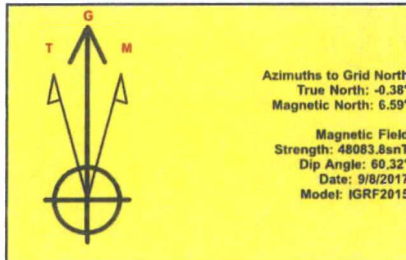 G
T M
Azimuths to Grid North
True North: -0.38°
Magnetic North: 6.59°
Magnetic Field
Strength: 48083.8snT
Dip Angle: 60.32°
Date: 9/8/2017
Model: IGRF2015